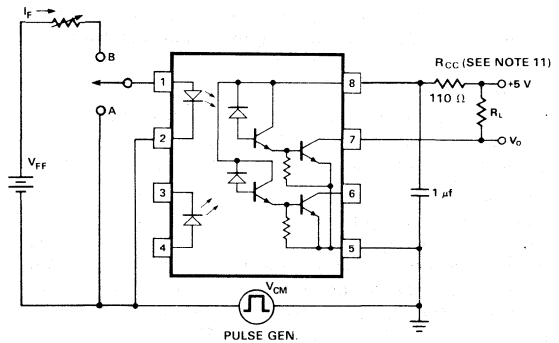 I_F →
B
A
V_FF
1
2
3
4
8
7
6
5
R_CC (SEE NOTE 11)
110 Ω
+5 V
R_L
V_O
1 μf
V_CM
PULSE GEN.